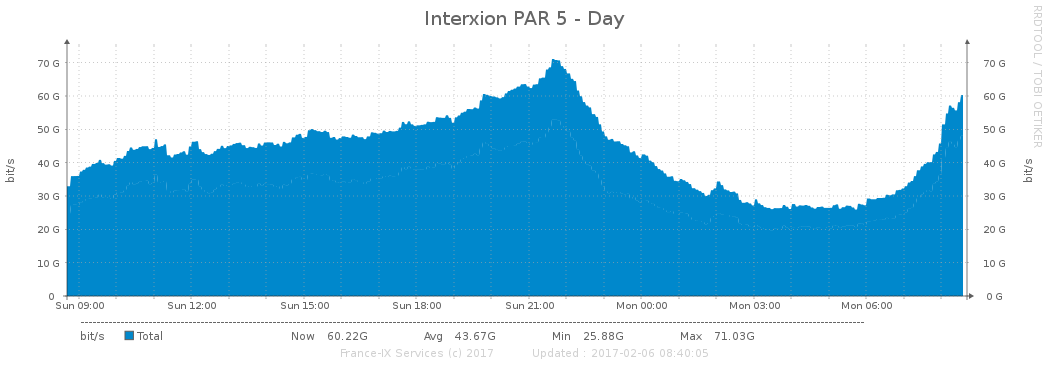 Interxion PAR 5 - Day
RRDTOOL / TOBI OETIKER
70 G 70 G
60 G 60 G
50 G 50 G
40 G 40 G
30 G 30 G
20 G 20 G
10 G 10 G
0 0 G
bit/s bit/s
Sun 09:00 Sun 12:00 Sun 15:00 Sun 18:00 Sun 21:00 Mon 00:00 Mon 03:00 Mon 06:00
bit/s Total Now 60.22G Avg 43.67G Min 25.88G Max 71.03G
France-IX Services (c) 2017 Updated : 2017-02-06 08:40:05